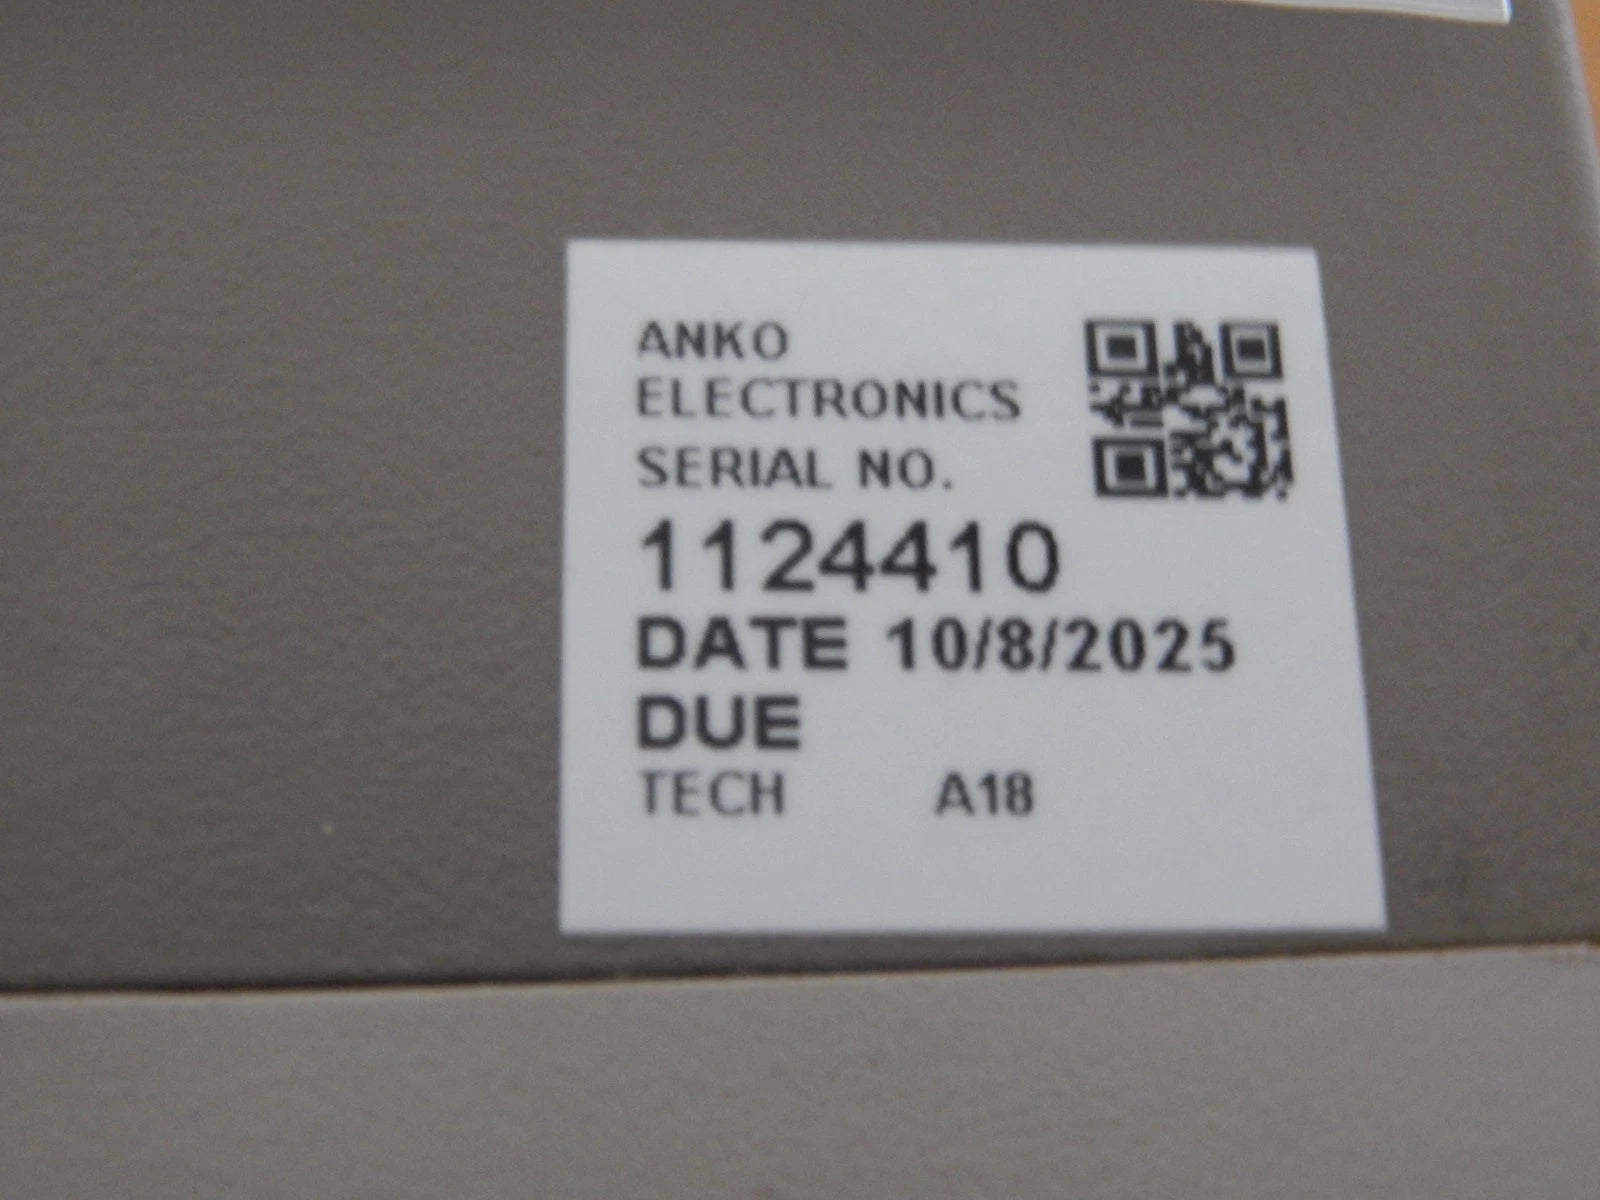 ANKO
ELECTRONICS
SERIAL NO.
1124410
DATE 10/8/2025
DUE
TECH A18